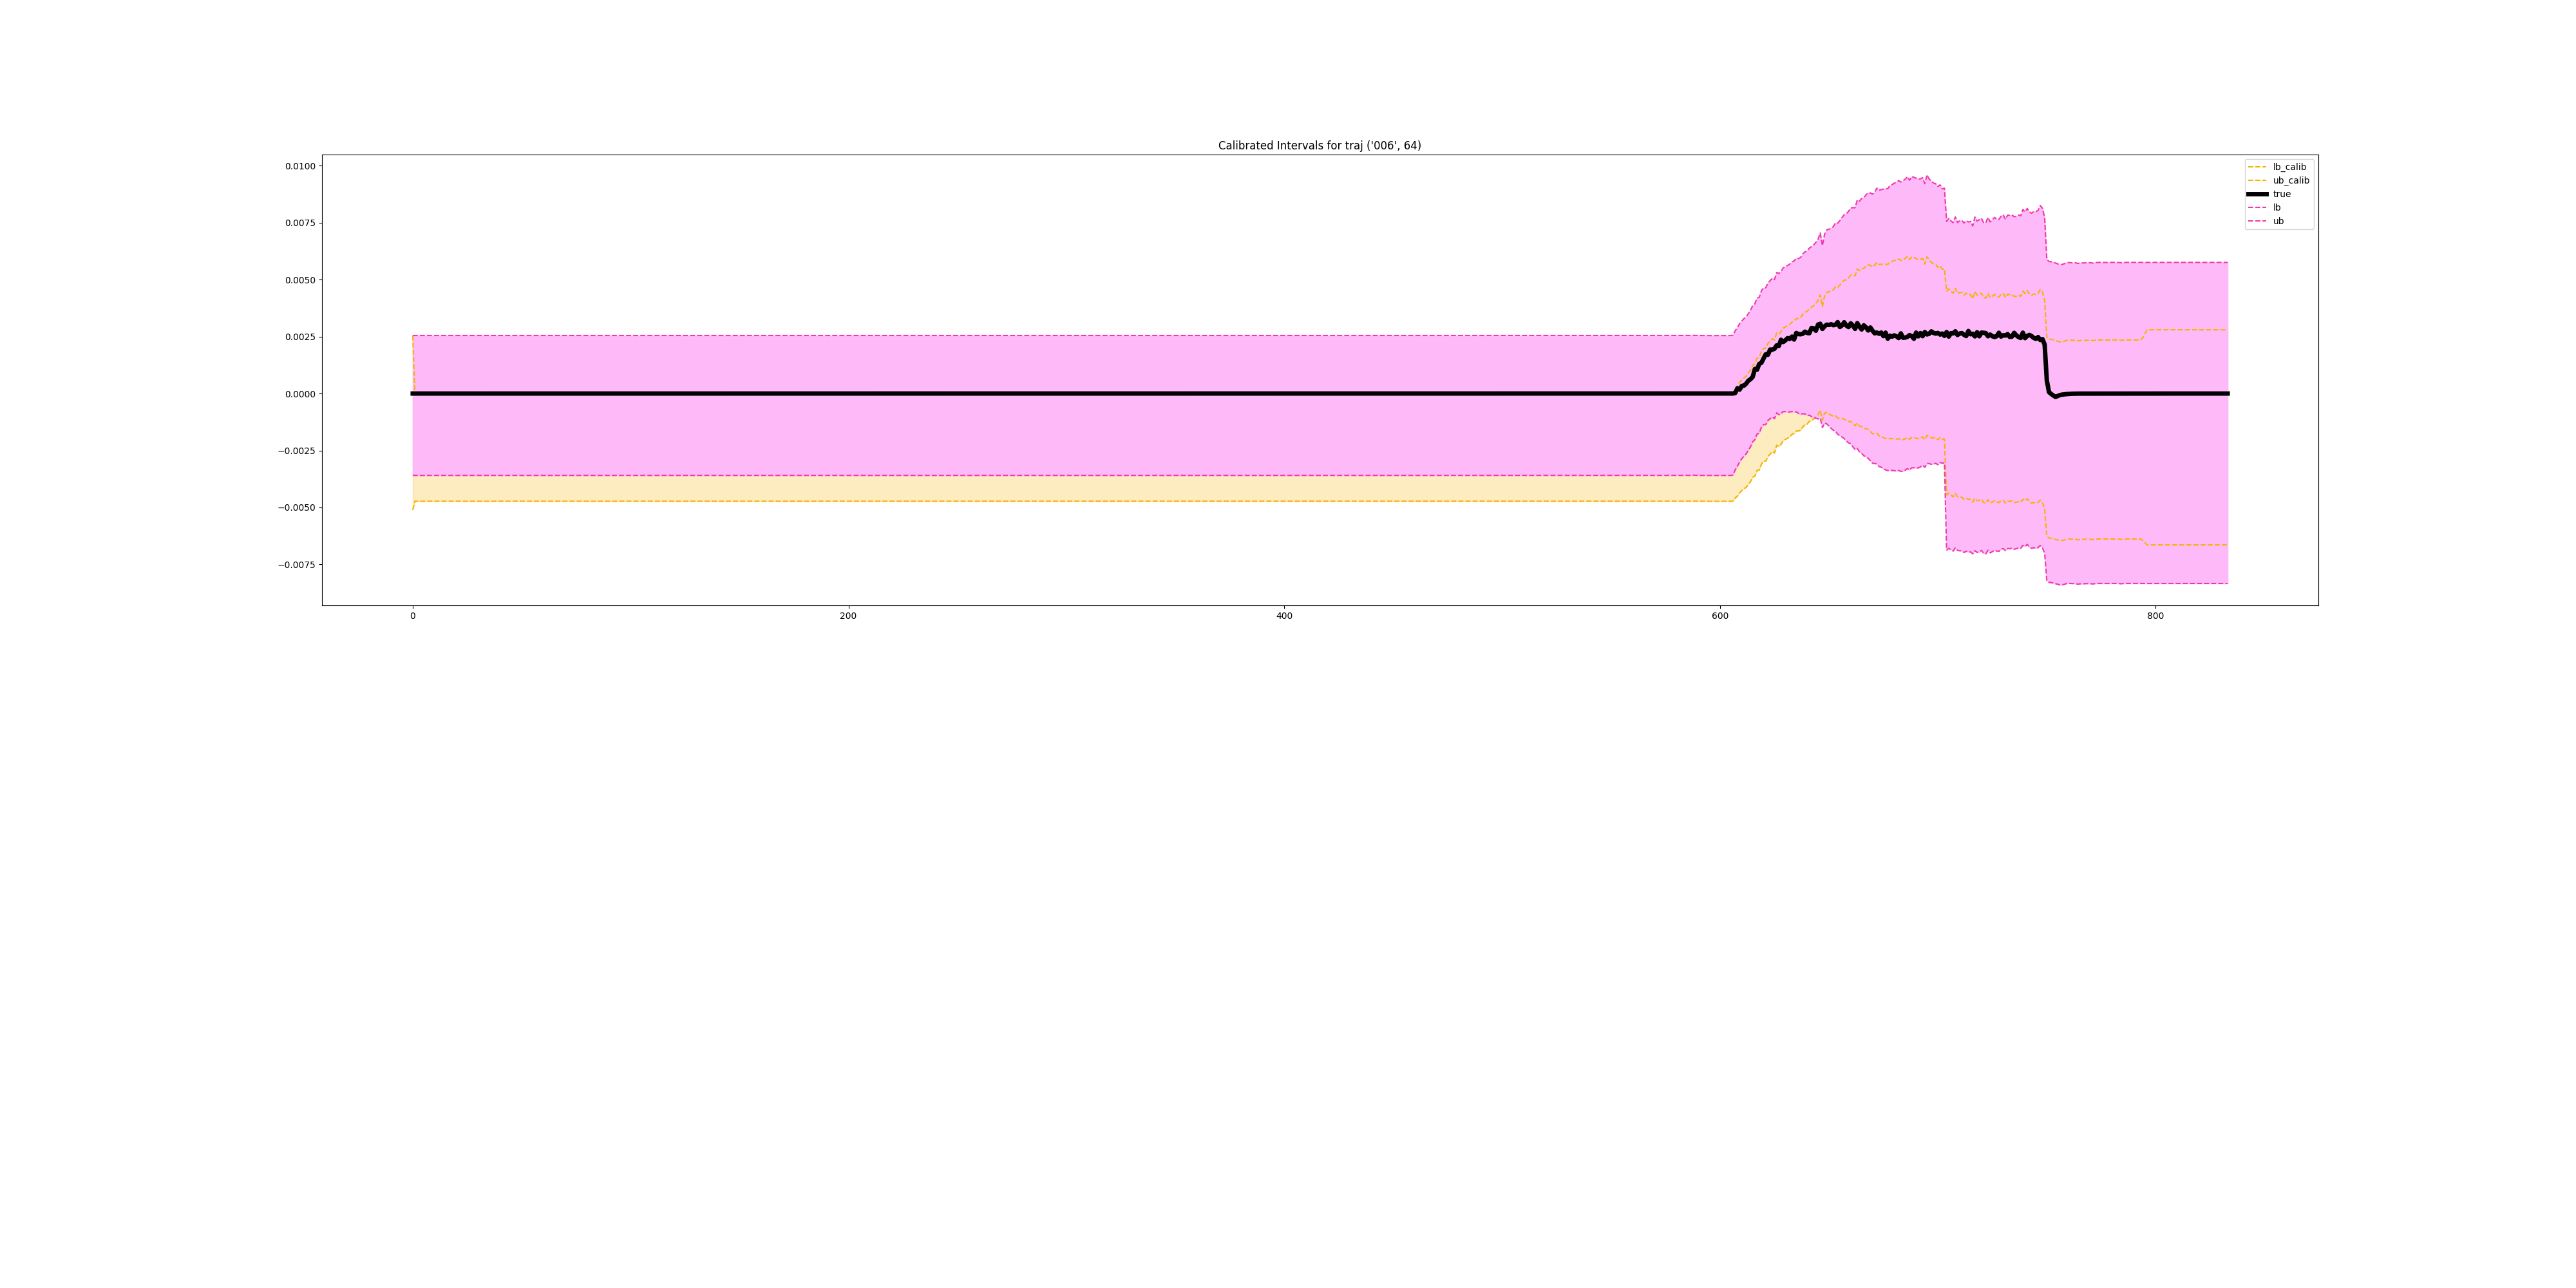 Calibrated Intervals for traj ('006', 64)
0.0100
0.0075
0.0050
0.0025
0.0000
−0.0025
−0.0050
−0.0075
0
200
400
600
800
lb_calib
ub_calib
true
lb
ub